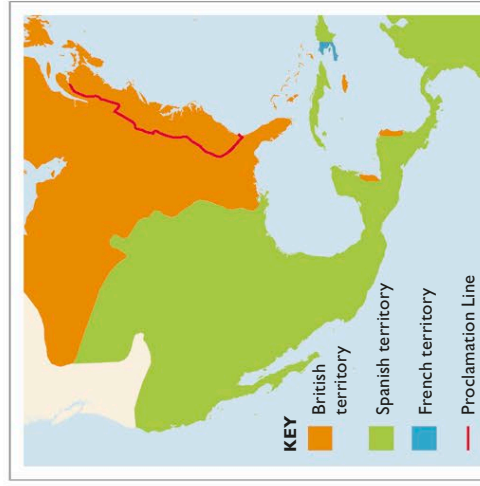 KEY
British
territory
Spanish territory
French territory
Proclamation Line